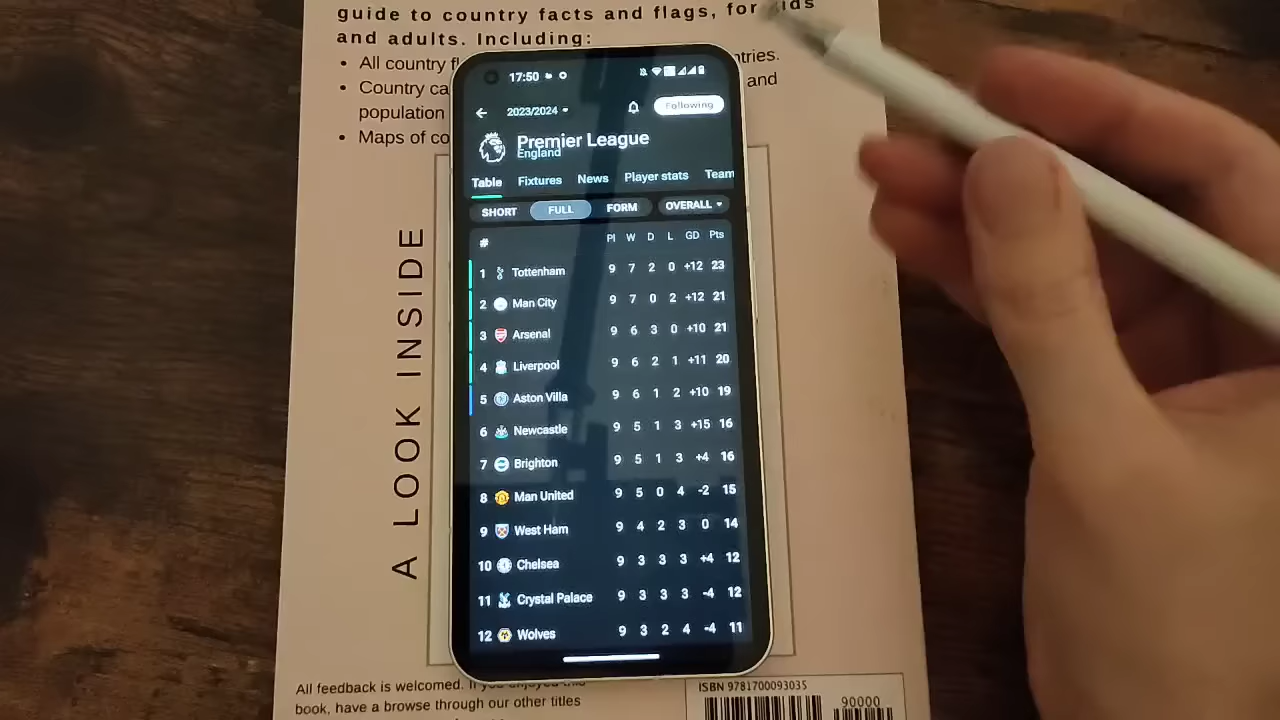 guide to country facts and flags, for kids
and adults. Including:
• All country fl
ntries.
• Country ca
and
population
• Maps of co
A LOOK INSIDE
17:50
2023/2024
Following
Premier League
England
Table Fixtures News Player stats Team
SHORT FULL FORM OVERALL
# Pl W D L GD Pts
1 Tottenham 9 7 2 0 +12 23
2 Man City 9 7 0 2 +12 21
3 Arsenal 9 6 3 0 +10 21
4 Liverpool 9 6 2 1 +11 20
5 Aston Villa 9 6 1 2 +10 19
6 Newcastle 9 5 1 3 +15 16
7 Brighton 9 5 1 3 +4 16
8 Man United 9 5 0 4 -2 15
9 West Ham 9 4 2 3 0 14
10 Chelsea 9 3 3 3 +4 12
11 Crystal Palace 9 3 3 3 -4 12
12 Wolves 9 3 2 4 -4 11
All feedback is welcomed. If you enjoyed this
book, have a browse through our other titles
ISBN 9781700093035
90000